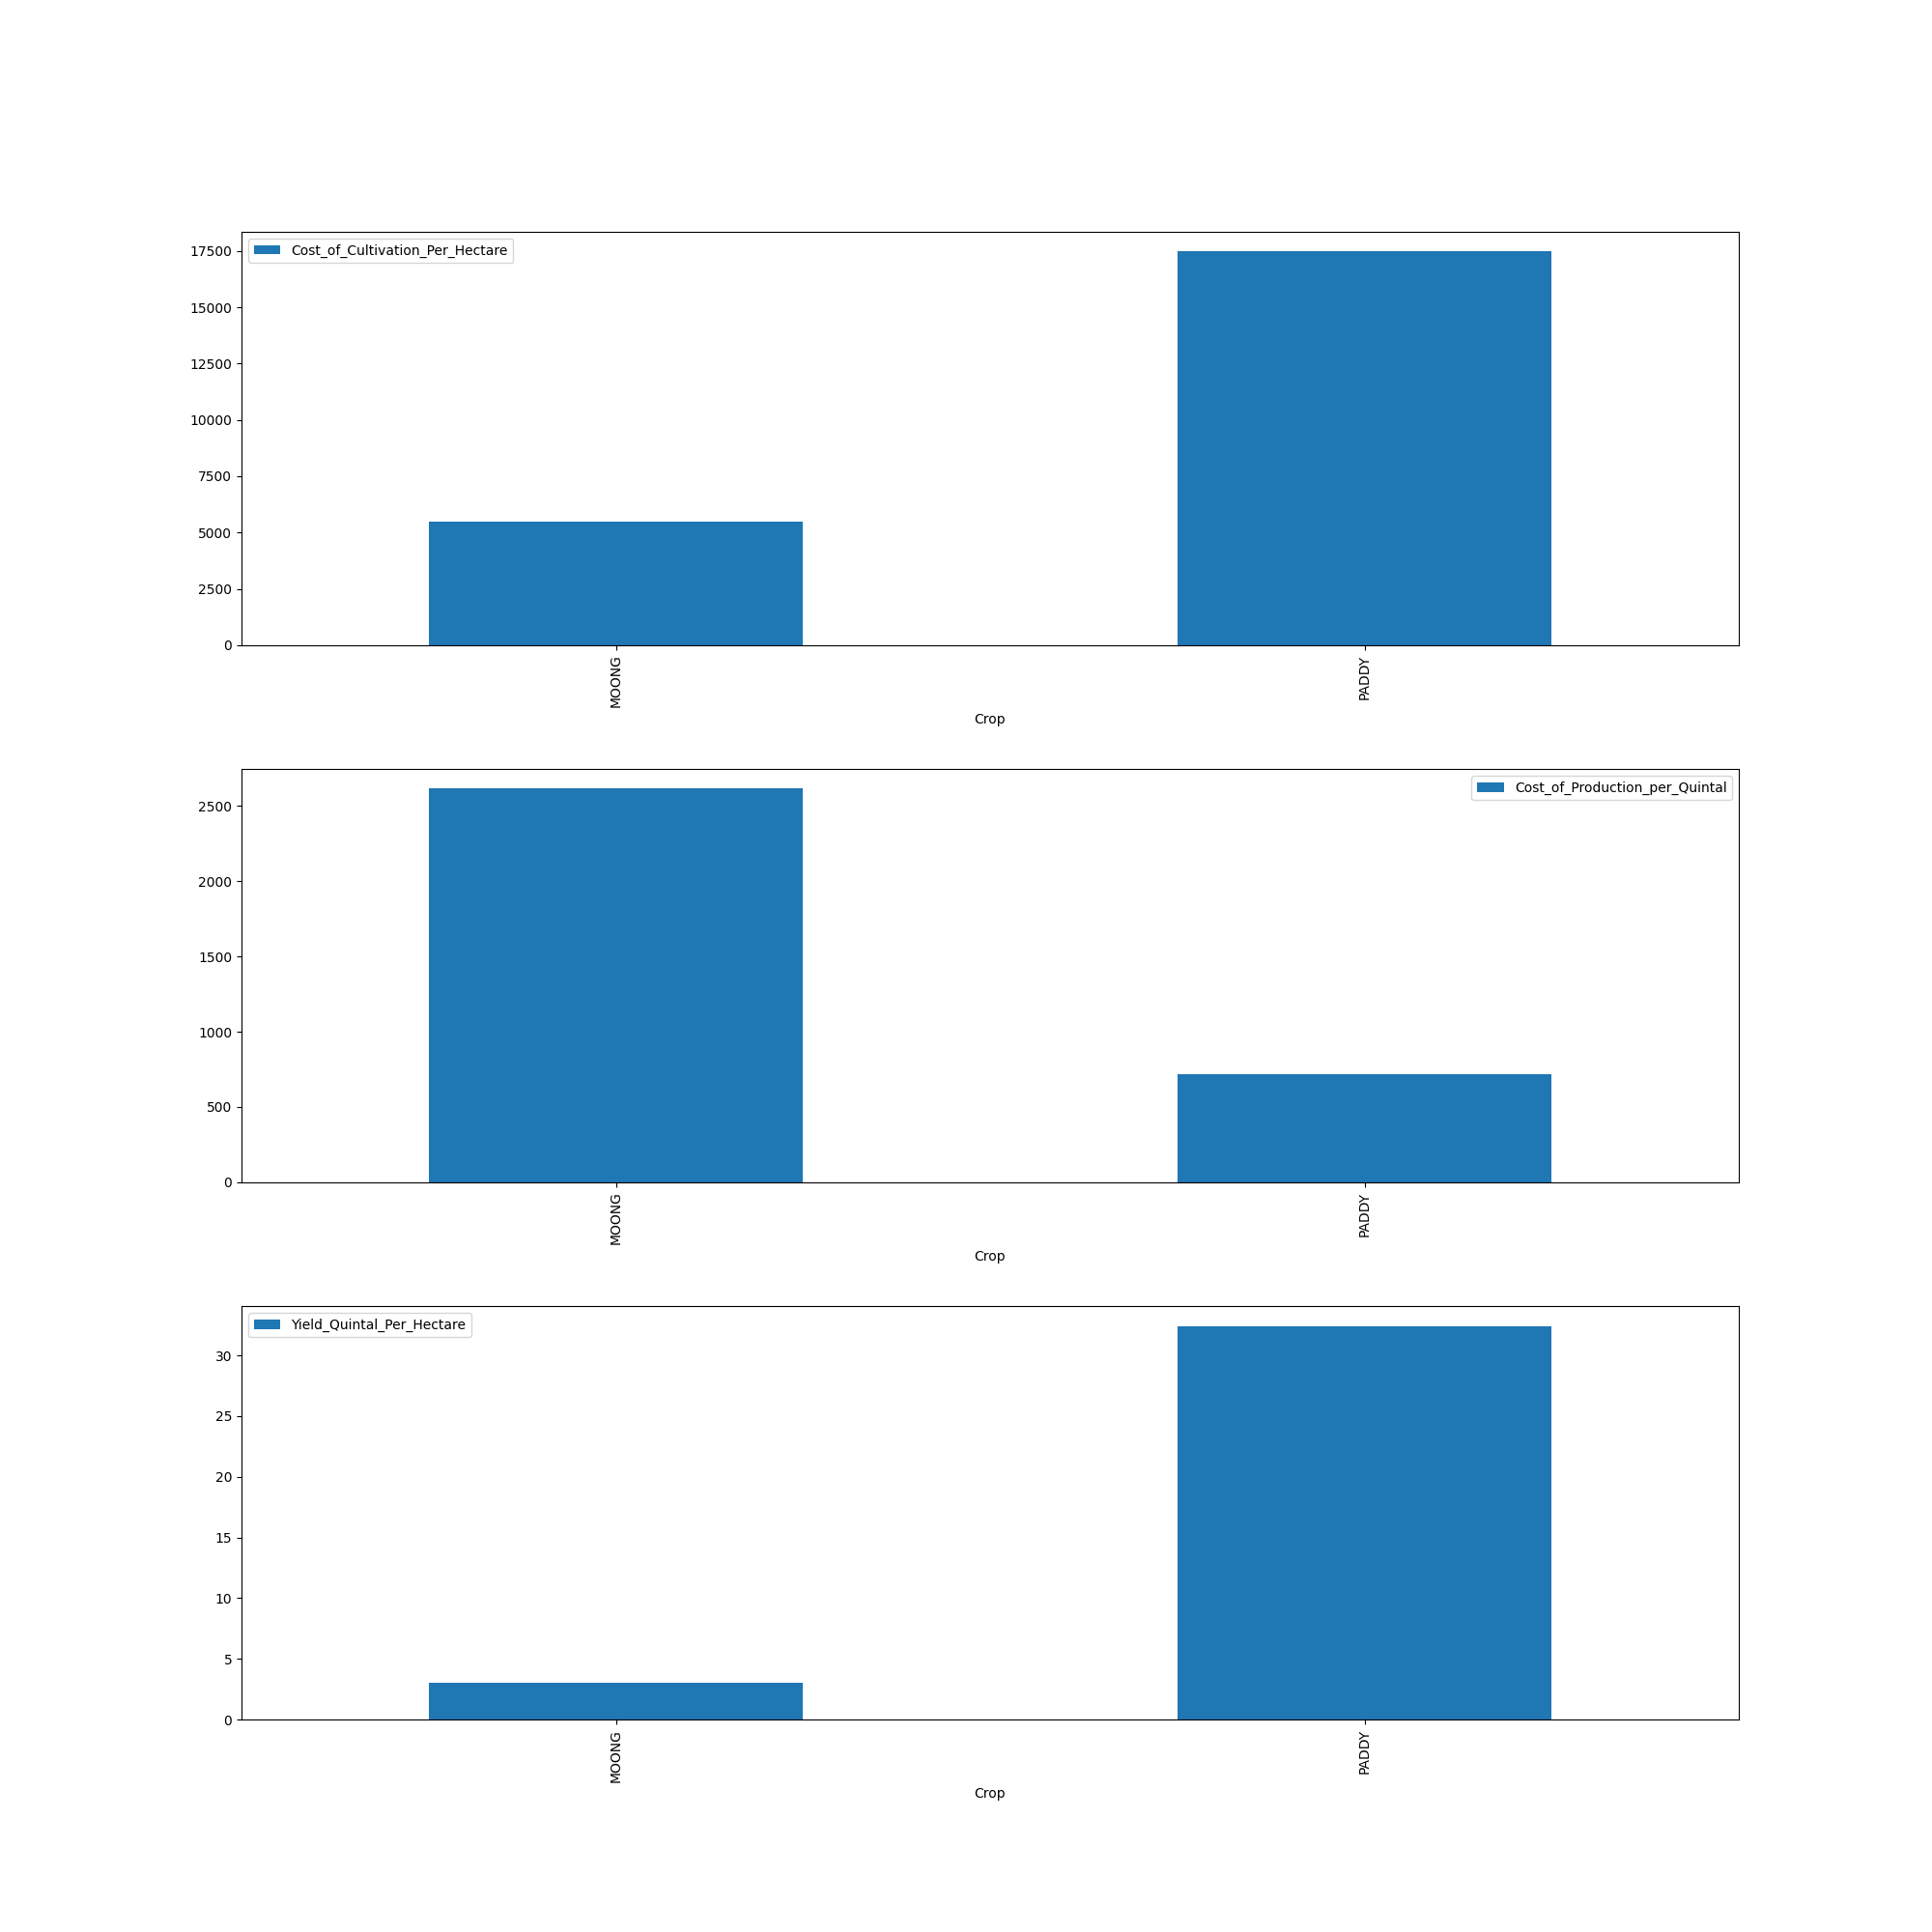 Cost_of_Cultivation_Per_Hectare
17500
15000
12500
10000
7500
5000
2500
0
MOONG
PADDY
Crop
Cost_of_Production_per_Quintal
2500
2000
1500
1000
500
0
MOONG
PADDY
Crop
Yield_Quintal_Per_Hectare
30
25
20
15
10
5
0
MOONG
PADDY
Crop